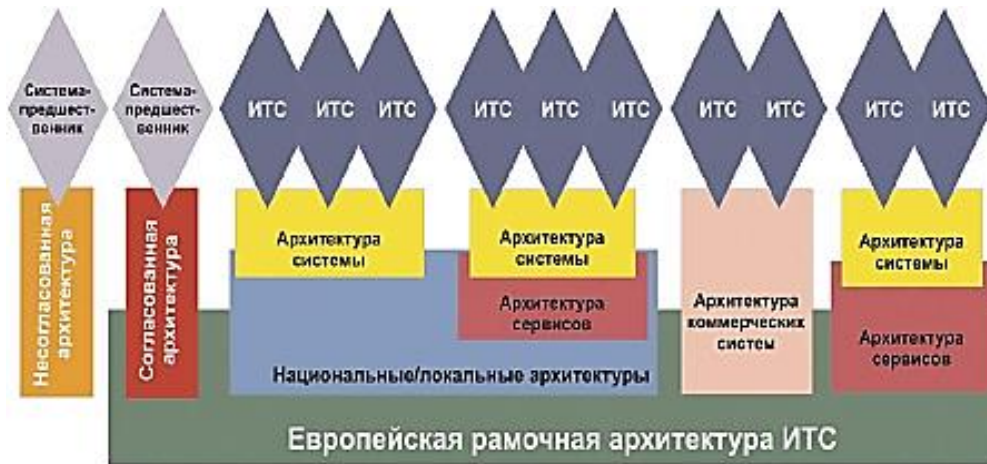 Система-
предшест-
венник
Система-
предшест-
венник
ИТС
ИТС
ИТС
ИТС
ИТС
ИТС
ИТС
ИТС
ИТС
ИТС
Несогласованная
архитектура
Согласованная
архитектура
Архитектура
системы
Архитектура
системы
Архитектура
сервисов
Архитектура
коммерческих
систем
Архитектура
системы
Архитектура
сервисов
Национальные/локальные архитектуры
Европейская рамочная архитектура ИТС